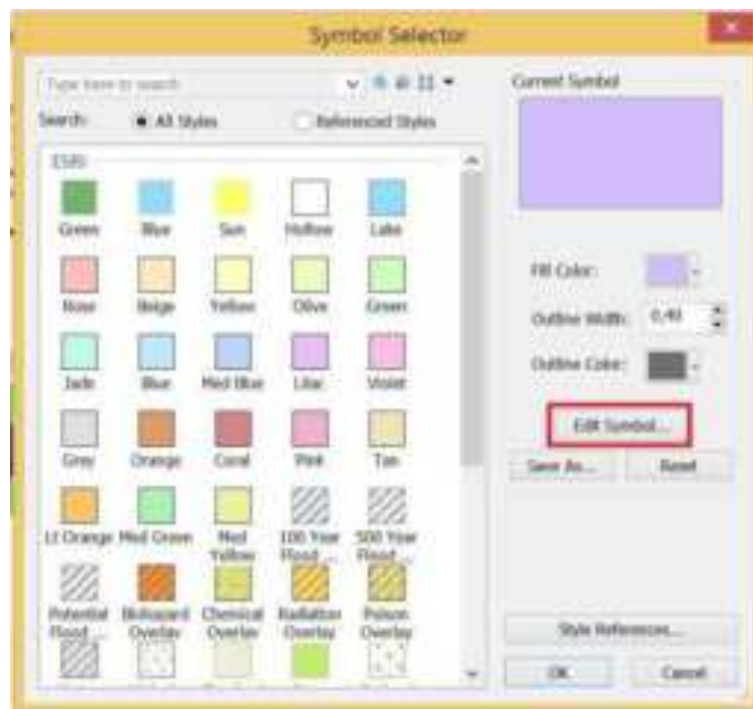 Symbol Selector
Type here to search
Search: All Styles Referenced Styles
ESRI
Green Blue Sun Hollow Lake
Rose Beige Yellow Olive Green
Jade Blue Med Blue Lilac Violet
Grey Orange Coral Pink Tan
Lt Orange Med Green Med Yellow 100 Year Flood ... 500 Year Flood ...
Potential Flood ... Biohazard Overlay Chemical Overlay Radiation Overlay Poison Overlay
Current Symbol
Fill Color:
Outline Width: 0,40
Outline Color:
Edit Symbol...
Save As... Reset
Style References...
OK Cancel